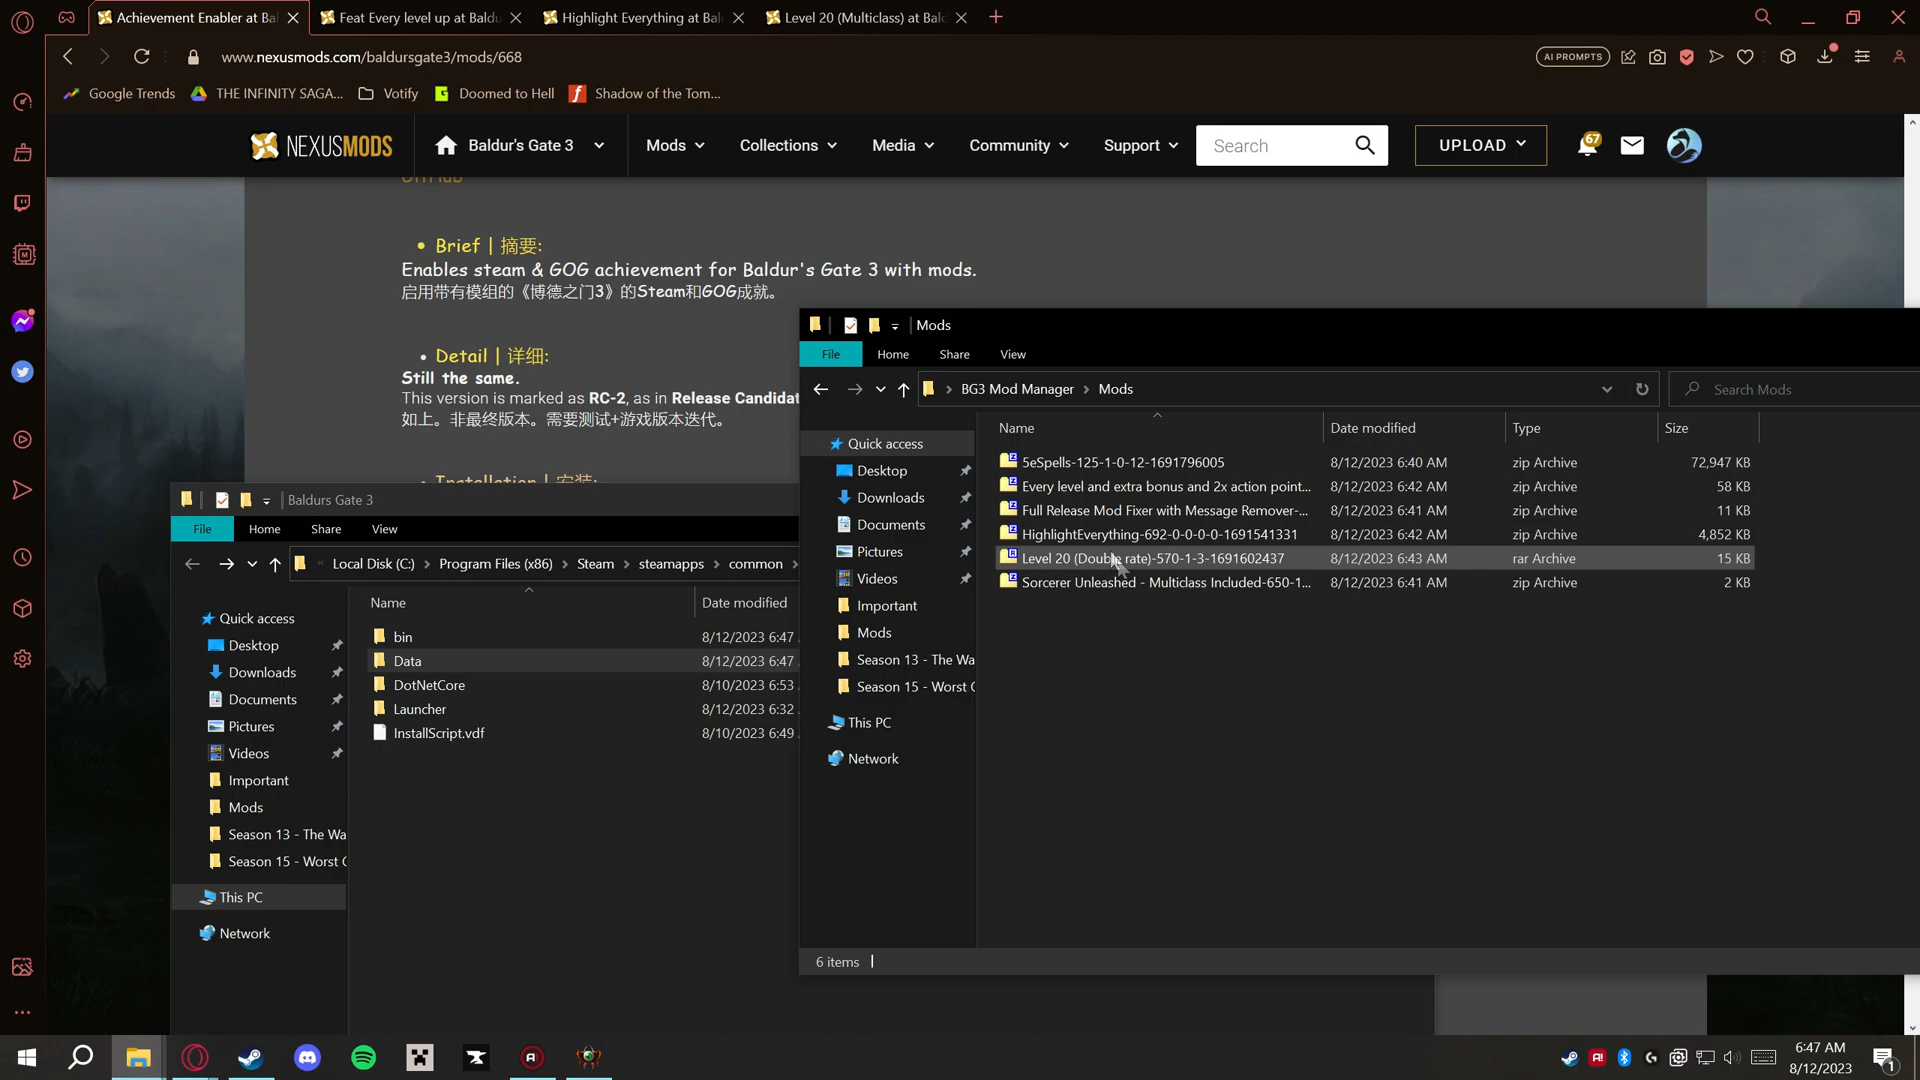 Achievement Enabler at Bal
Feat Every level up at Baldu
Highlight Everything at Bal
Level 20 (Multiclass) at Bald
www.nexusmods.com/baldursgate3/mods/668
AI PROMPTS
Google Trends
THE INFINITY SAGA...
Votify
Doomed to Hell
Shadow of the Tom...
NEXUSMODS
Baldur's Gate 3
Mods
Collections
Media
Community
Support
Search
UPLOAD
67
GitHub
Brief | 摘要:
Enables steam & GOG achievement for Baldur's Gate 3 with mods.
启用带有模组的《博德之门3》的Steam和GOG成就。
Detail | 详细:
Still the same.
This version is marked as RC-2, as in Release Candidat
如上。非最终版本。需要测试+游戏版本迭代。
Installation | 安装:
Mods
File
Home
Share
View
BG3 Mod Manager
Mods
Search Mods
Name
Date modified
Type
Size
Quick access
Desktop
Downloads
Documents
Pictures
Videos
Important
Mods
Season 13 - The Wa
Season 15 - Worst C
This PC
Network
5eSpells-125-1-0-12-1691796005 8/12/2023 6:40 AM zip Archive 72,947 KB
Every level and extra bonus and 2x action point... 8/12/2023 6:42 AM zip Archive 58 KB
Full Release Mod Fixer with Message Remover-... 8/12/2023 6:41 AM zip Archive 11 KB
HighlightEverything-692-0-0-0-0-1691541331 8/12/2023 6:42 AM zip Archive 4,852 KB
Level 20 (Double rate)-570-1-3-1691602437 8/12/2023 6:43 AM rar Archive 15 KB
Sorcerer Unleashed - Multiclass Included-650-1... 8/12/2023 6:41 AM zip Archive 2 KB
6 items
Baldurs Gate 3
File
Home
Share
View
Local Disk (C:)
Program Files (x86)
Steam
steamapps
common
Name
Date modified
Quick access
Desktop
Downloads
Documents
Pictures
Videos
Important
Mods
Season 13 - The Wa
Season 15 - Worst C
This PC
Network
bin 8/12/2023 6:47
Data 8/12/2023 6:47
DotNetCore 8/10/2023 6:53
Launcher 8/12/2023 6:32
InstallScript.vdf 8/10/2023 6:49
6:47 AM
8/12/2023
1